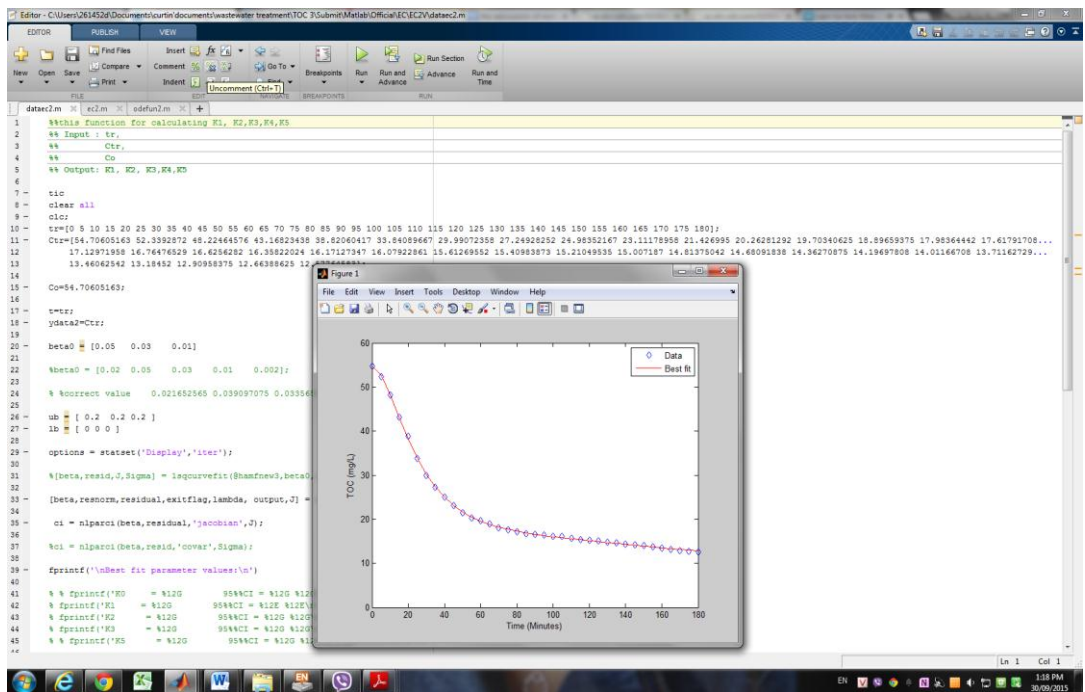 Editor - C:\Users\261452d\Documents\curtin'documents\wastewater treatment\TOC 3\Submit\Matlab\Official\EC\EC2V\dataec2.m
EDITOR PUBLISH VIEW
New Open Save
Find Files
Compare
Print
Insert fx
Comment
Indent
Go To
Find
Breakpoints
Run
Run and Advance
Run Section
Advance
Run and Time
FILE EDIT NAVIGATE BREAKPOINTS RUN
Uncomment (Ctrl+T)
dataec2.m ec2.m odefun2.m +
1 %%this function for calculating K1, K2,K3,K4,K5
2 %% Input : tr,
3 %% Ctr,
4 %% Co
5 %% Output: K1, K2, K3,K4,K5
6
7 tic
8 clear all
9 clc;
10 tr=[0 5 10 15 20 25 30 35 40 45 50 55 60 65 70 75 80 85 90 95 100 105 110 115 120 125 130 135 140 145 150 155 160 165 170 175 180];
11 Ctr=[54.70605163 52.3392872 48.22464576 43.16823438 38.82060417 33.84089667 29.99072358 27.24928252 24.98352167 23.11178958 21.426995 20.26281292 19.70340625 18.89659375 17.98364442 17.61791708...
12 17.12971958 16.76476529 16.6256282 16.35822024 16.17127347 16.07922861 15.61269552 15.40983873 15.21049535 15.007187 14.81375042 14.68091838 14.36270875 14.19697808 14.01166708 13.71162729...
13 13.46062542 13.18452 12.90958375 12.66388625
14
15 Co=54.70605163;
16
17 t=tr;
18 ydata2=Ctr;
19
20 beta0 = [0.05 0.03 0.01]
21
22 %beta0 = [0.02 0.05 0.03 0.01 0.002];
23
24 % %correct value 0.021652565 0.039097075 0.03356
25
26 ub = [ 0.2 0.2 0.2 ]
27 lb = [ 0 0 0 ]
28
29 options = statset('Display','iter');
30
31 %[beta,resid,J,Sigma] = lsqcurvefit(@hamfnew3,beta0,
32
33 [beta,resnorm,residual,exitflag,lambda, output,J] =
34
35 ci = nlparci(beta,residual,'jacobian',J);
36
37 %ci = nlparci(beta,resid,'covar',Sigma);
38
39 fprintf('\nBest fit parameter values:\n')
40
41 % % fprintf('K0 = %12G 95%%CI = %12G %12G
42 % fprintf('K1 = %12G 95%%CI = %12E %12E\
43 % fprintf('K2 = %12G 95%%CI = %12G %12G
44 % fprintf('K3 = %12G 95%%CI = %12G %12G
45 % % fprintf('K5 = %12G 95%%CI = %12G %12
Figure 1
File Edit View Insert Tools Desktop Window Help
Data
Best fit
60
50
40
30
20
10
0
TOC (mg/L)
0 20 40 60 80 100 120 140 160 180
Time (Minutes)
Ln 1 Col 1
EN
1:18 PM
30/09/2015